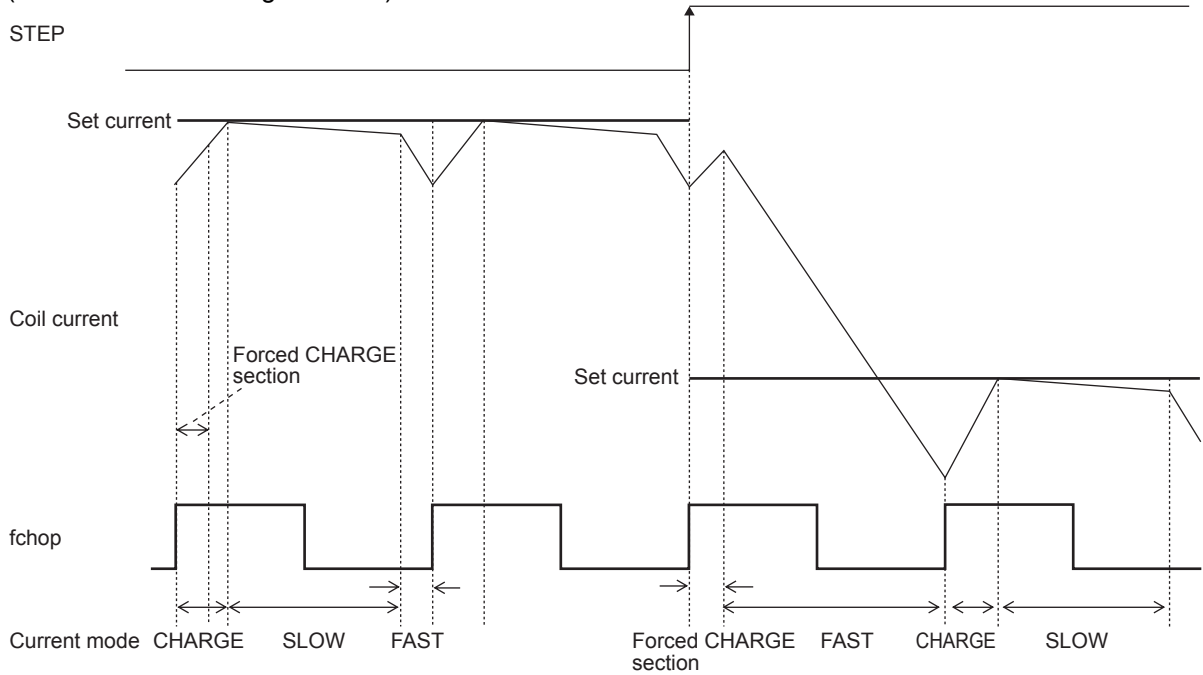 STEP
Set current
Coil current
Forced CHARGE
section
Set current
fchop
Current mode CHARGE SLOW FAST Forced CHARGE FAST CHARGE SLOW
section